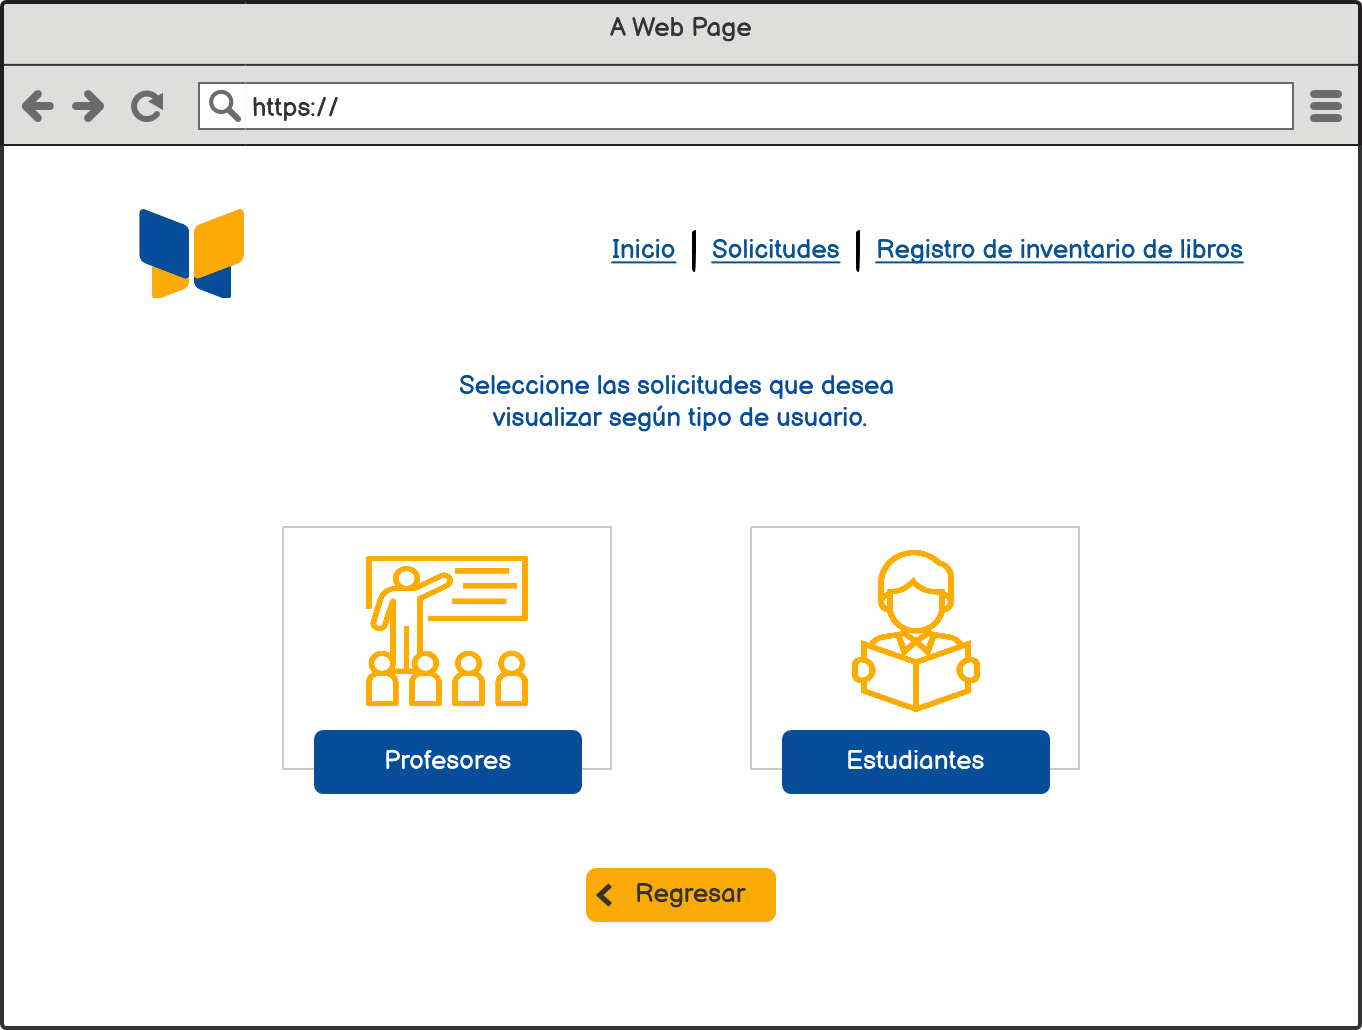 A Web Page
https://
Inicio
Solicitudes
Registro de inventario de libros
Seleccione las solicitudes que desea
visualizar según tipo de usuario.
Profesores
Estudiantes
Regresar